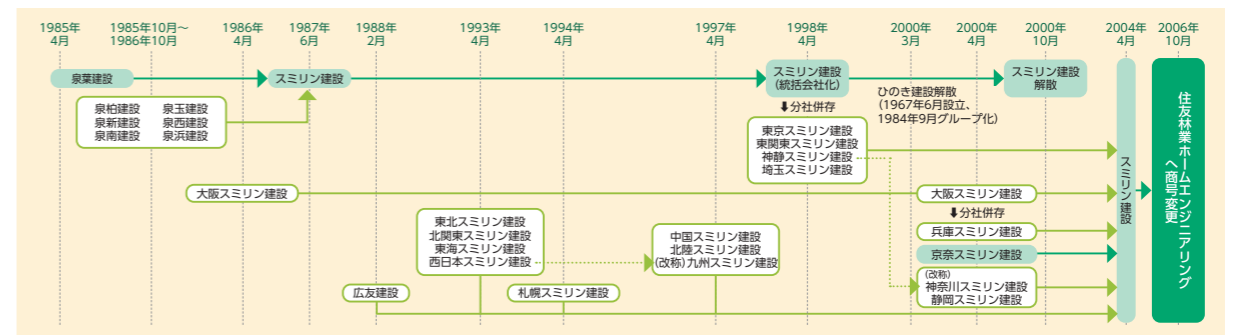 1985年
4月
1985年10月～
1986年10月
1986年
4月
1987年
6月
1988年
2月
1993年
4月
1994年
4月
1997年
4月
1998年
4月
2000年
3月
2000年
4月
2000年
10月
2004年
4月
2006年
10月
泉葉建設
スミリン建設
スミリン建設
(統括会社化)
スミリン建設
解散
ひのき建設解散
(1967年6月設立、
1984年9月グループ化)
泉柏建設 泉玉建設
泉新建設 泉西建設
泉南建設 泉浜建設
⬇分社併存
東京スミリン建設
東関東スミリン建設
神静スミリン建設
埼玉スミリン建設
大阪スミリン建設
大阪スミリン建設
⬇分社併存
兵庫スミリン建設
京奈スミリン建設
(改称)
神奈川スミリン建設
静岡スミリン建設
東北スミリン建設
北関東スミリン建設
東海スミリン建設
西日本スミリン建設
中国スミリン建設
北陸スミリン建設
(改称)九州スミリン建設
広友建設
札幌スミリン建設
スミリン建設
住友林業ホームエンジニアリング
へ商号変更